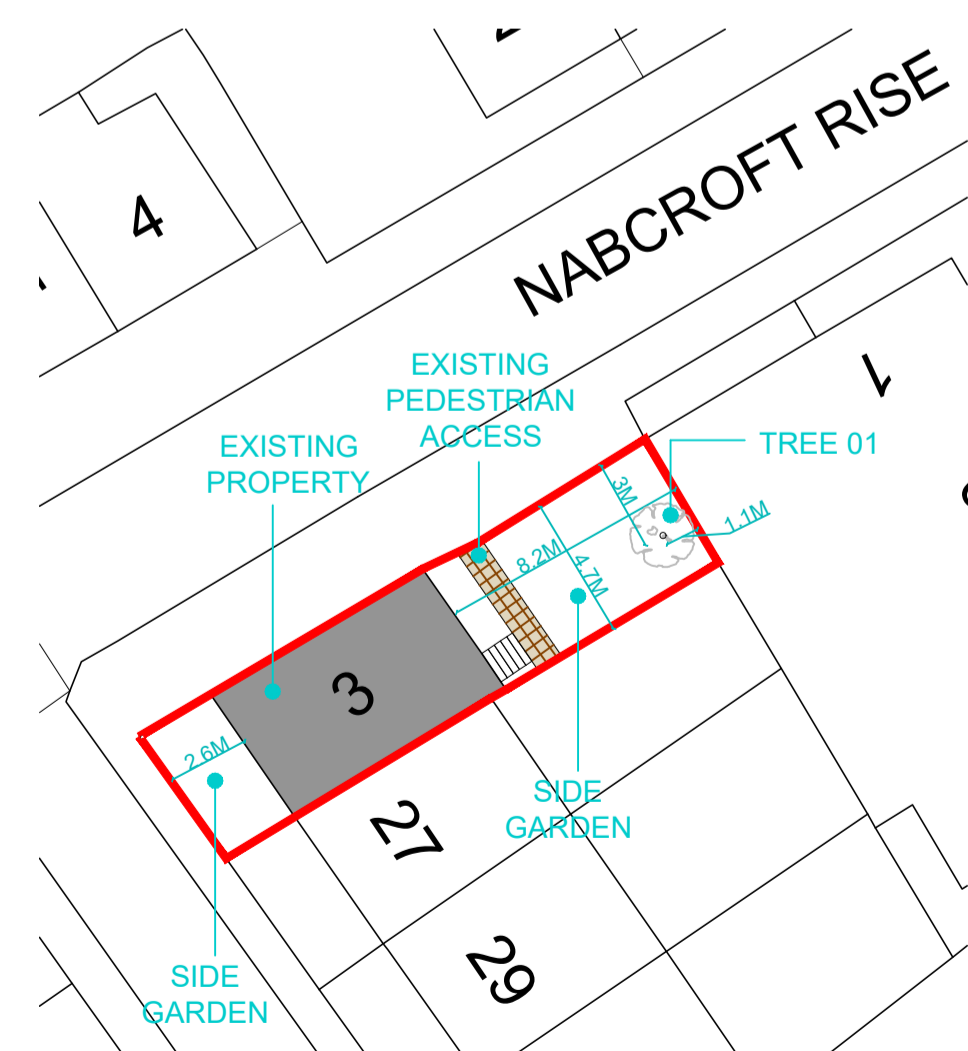 4
NABCROFT RISE
1
EXISTING
PEDESTRIAN
ACCESS
EXISTING
PROPERTY
TREE 01
3M
1.1M
8.2M
4.7M
3
2.6M
SIDE
GARDEN
27
SIDE
GARDEN
29